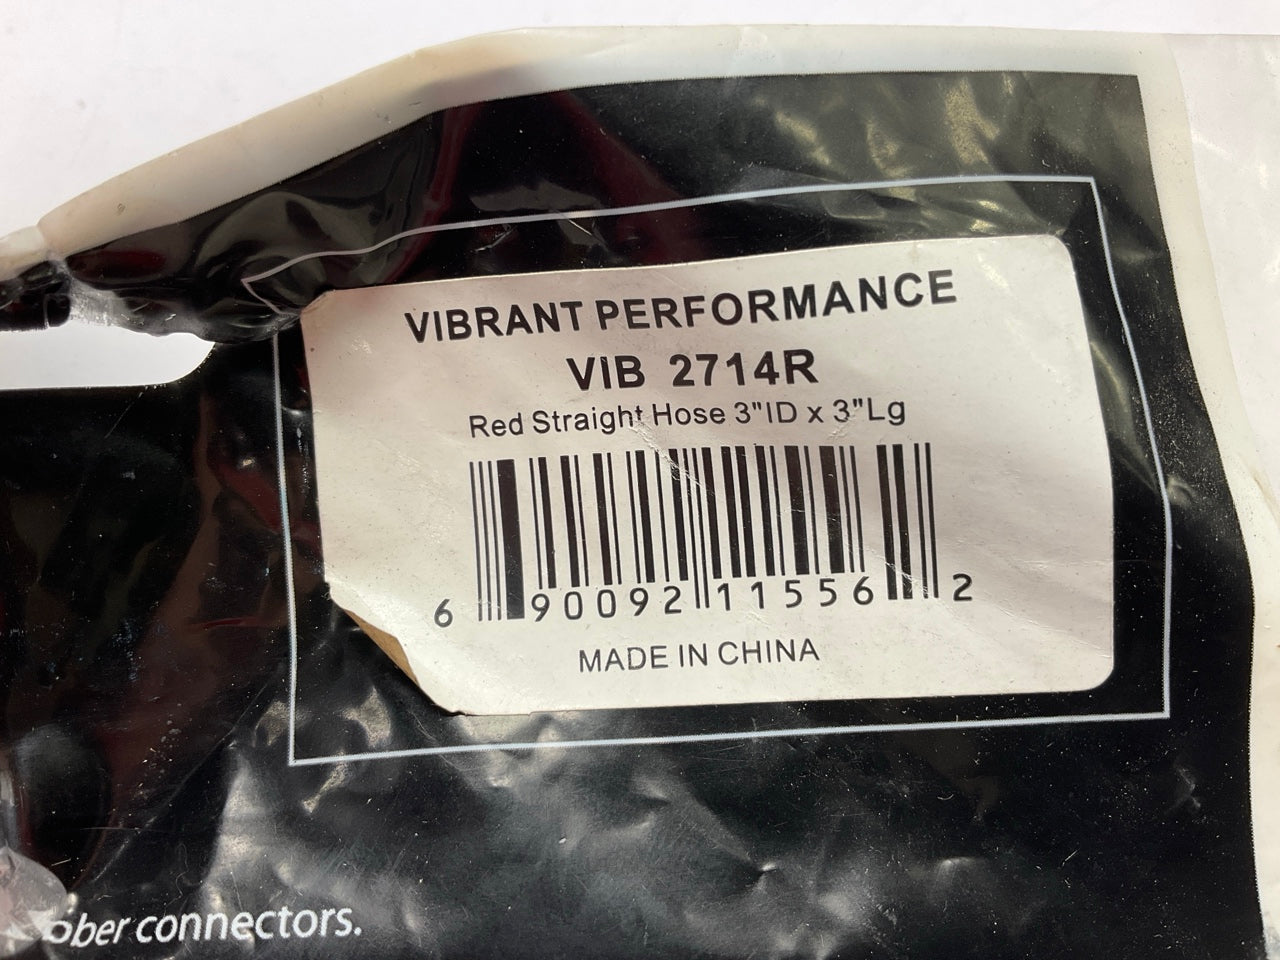 VIBRANT PERFORMANCE
VIB 2714R
Red Straight Hose 3"ID x 3"Lg
6 90092 11556 2
MADE IN CHINA
connectors.